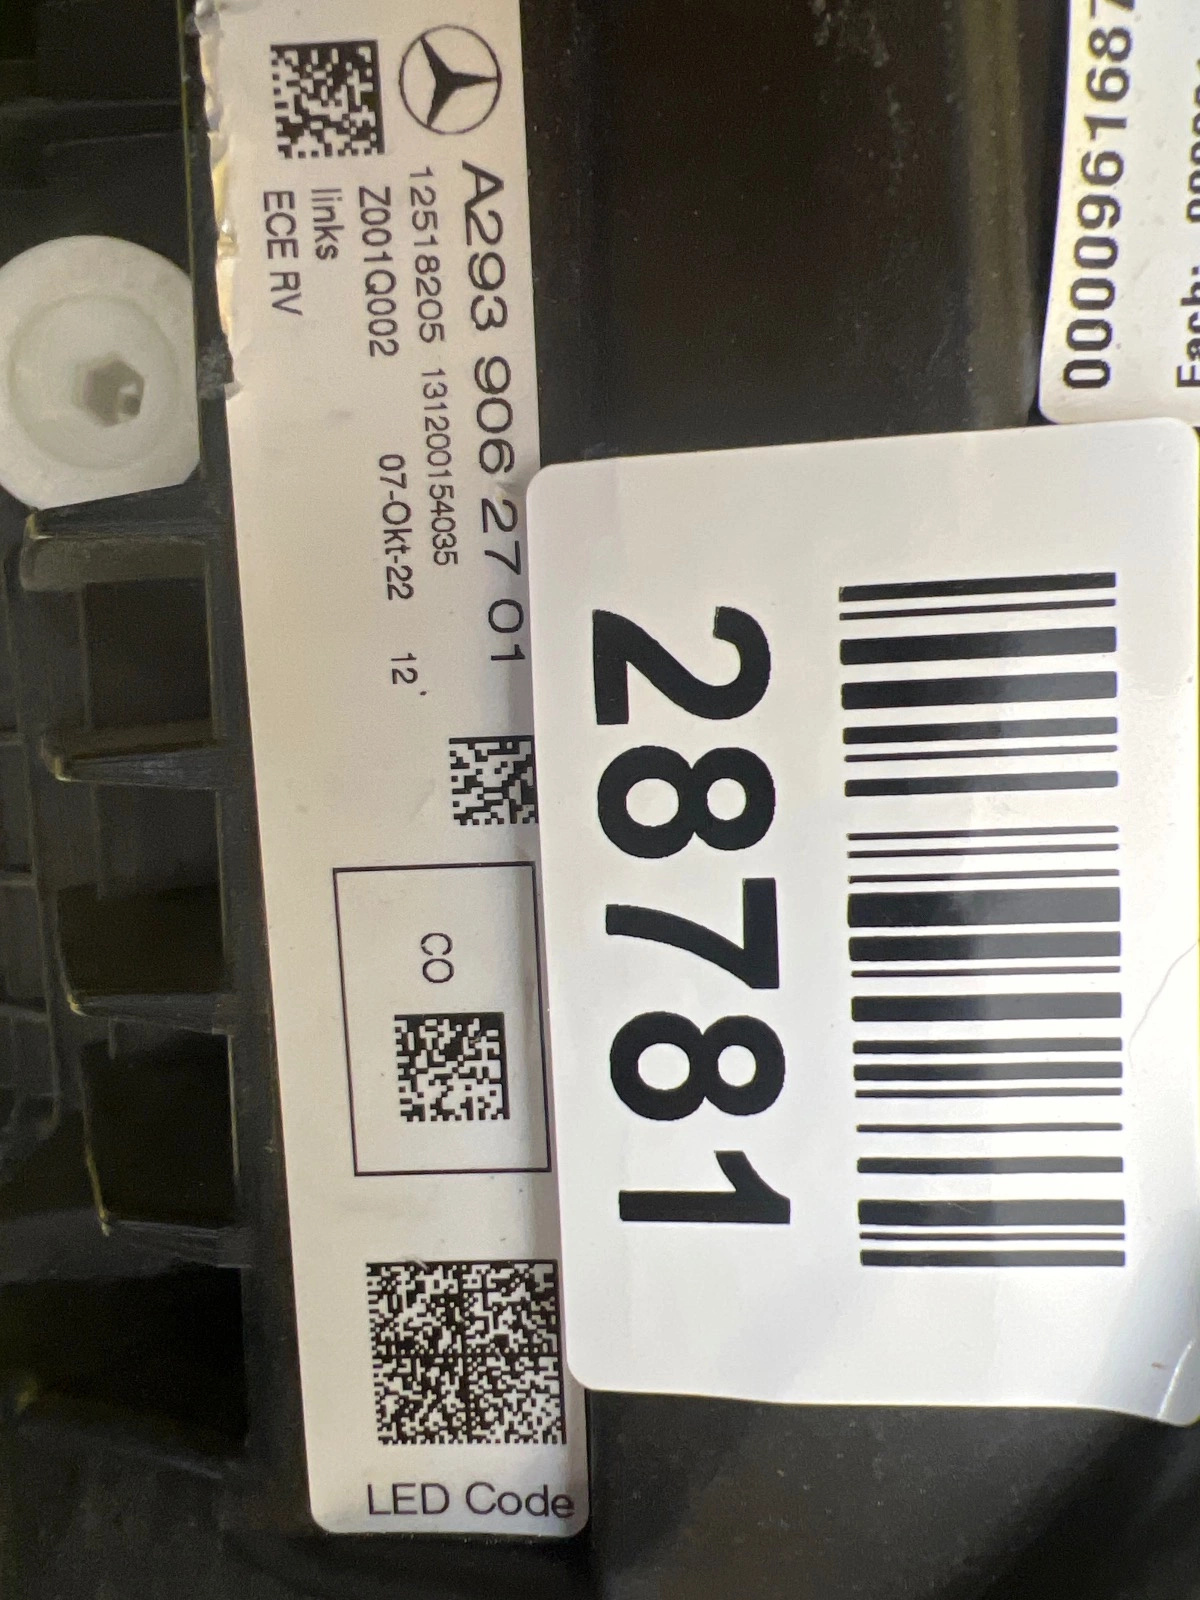 A293 906 27 01
12518205 131200154035
Z001Q002 07-Okt-22 12
links
ECE RV
CO
LED Code
28781